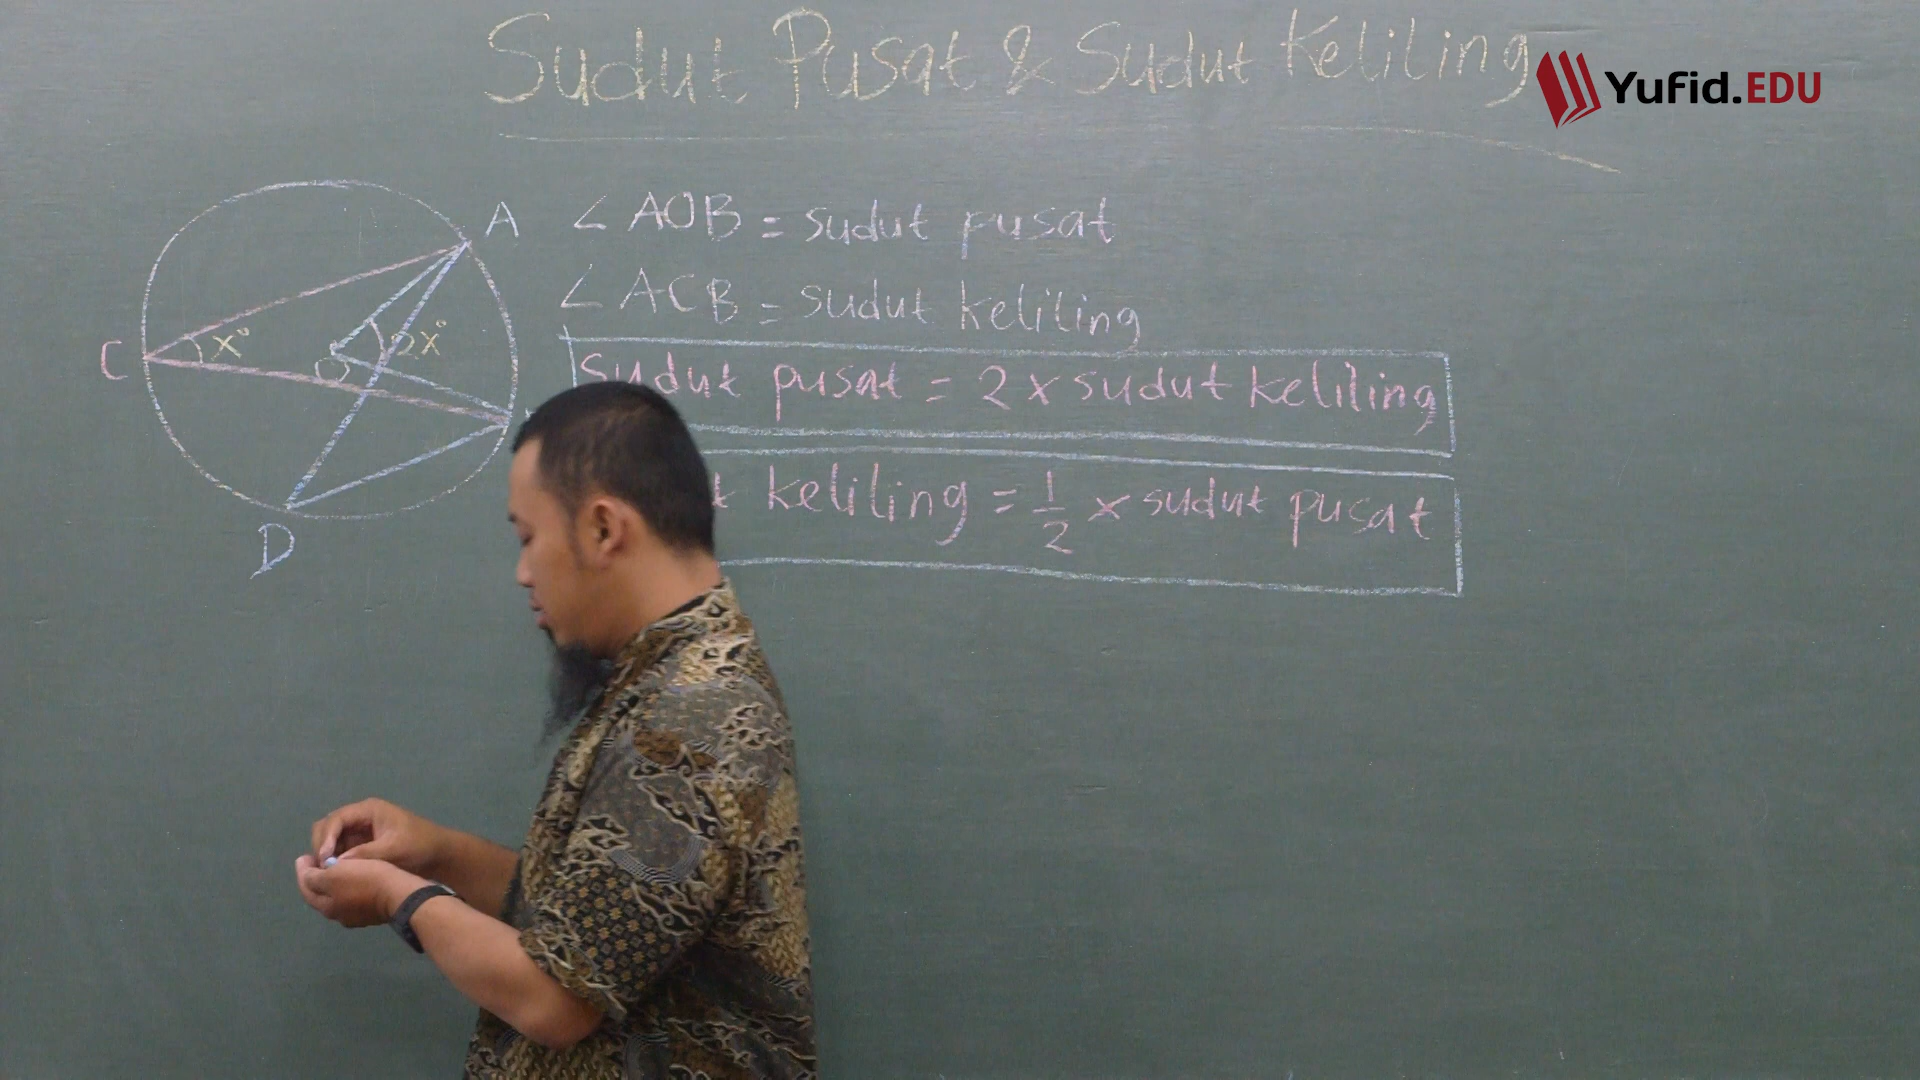 Sudut Pusat & Sudut Keliling
Yufid.EDU
A
∠ AOB = sudut pusat
∠ ACB = sudut keliling
C
x°
O
2x°
Sudut pusat = 2 x sudut keliling
keliling = 1/2 x sudut pusat
D